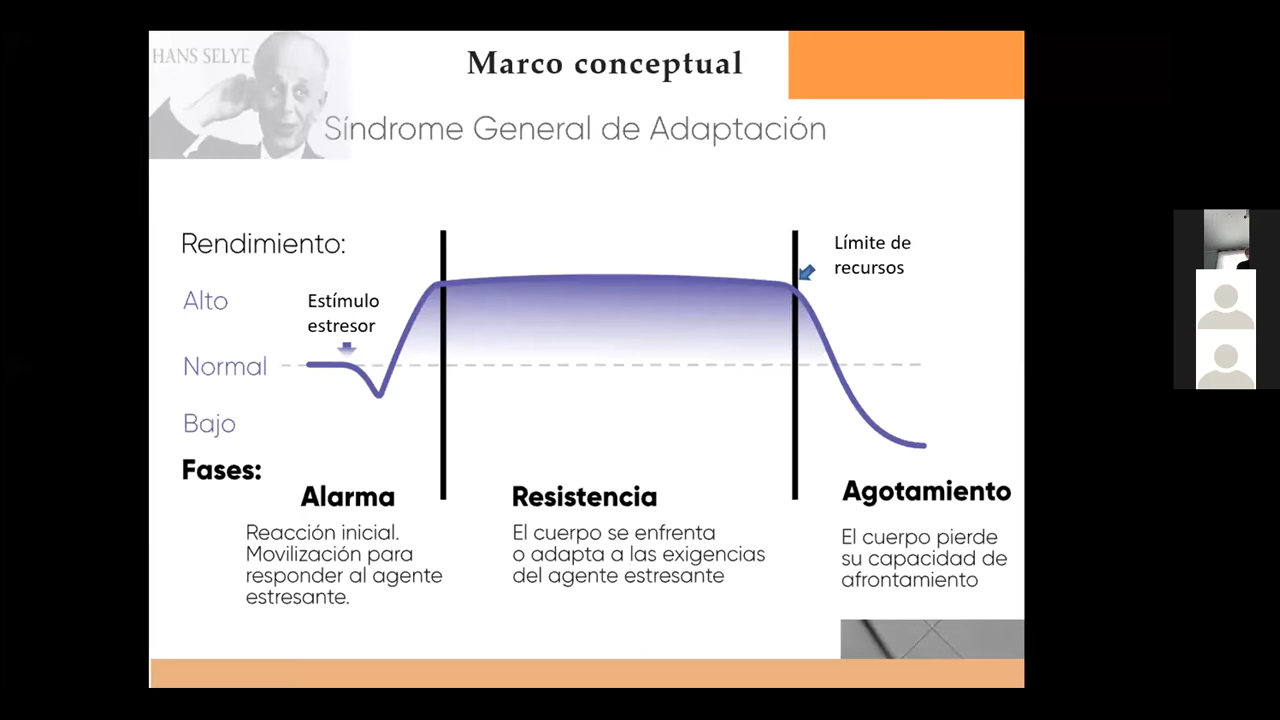 HANS SELYE
Marco conceptual
Síndrome General de Adaptación
Rendimiento:
Límite de
recursos
Alto
Estímulo
estresor
Normal
Bajo
Fases:
Alarma
Reacción inicial.
Movilización para
responder al agente
estresante.
Resistencia
El cuerpo se enfrenta
o adapta a las exigencias
del agente estresante
Agotamiento
El cuerpo pierde
su capacidad de
afrontamiento